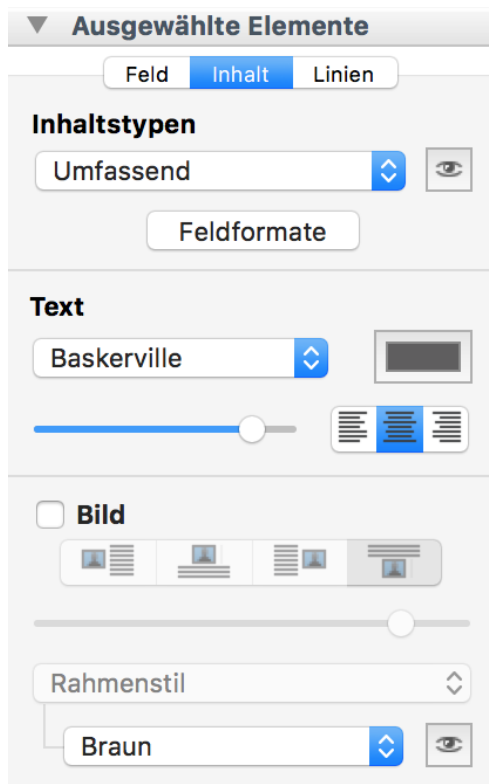 Ausgewählte Elemente
Feld Inhalt Linien
Inhaltstypen
Umfassend
Feldformate
Text
Baskerville
Bild
Rahmenstil
Braun